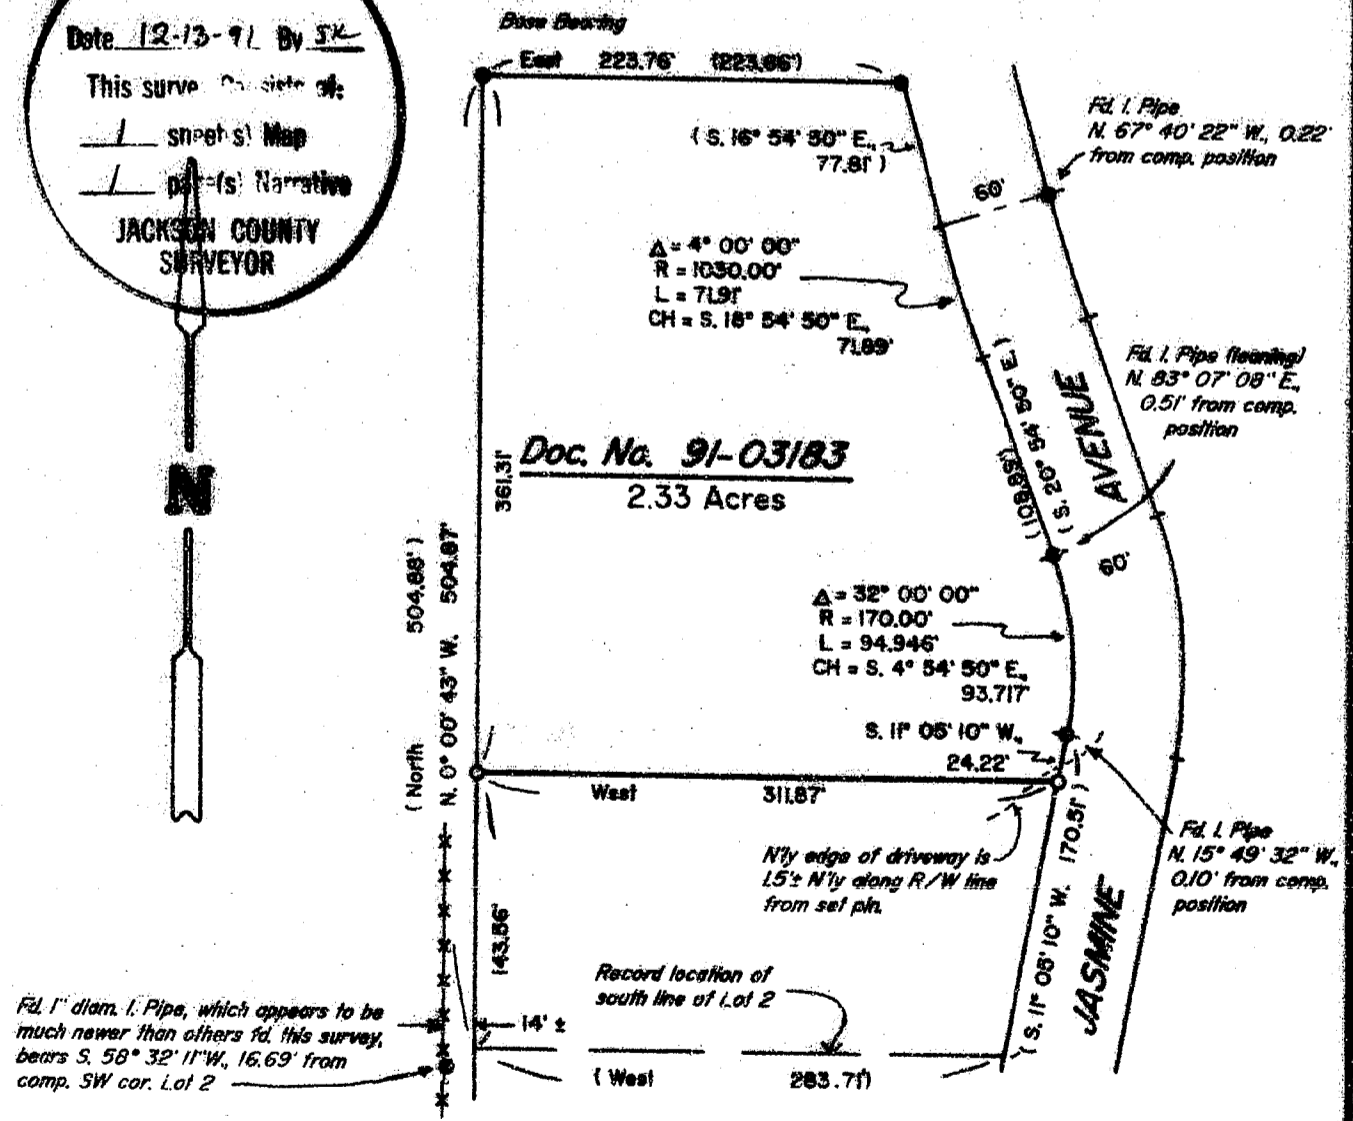 Date 12-13-91 By SK
This surve
1 sheet(s) Map
1 page(s) Narrative
JACKSON COUNTY
SURVEYOR
N
Base Bearing
East 223.76' (223.86')
( S. 16° 54' 50" E.,
77.81' )
Fd. I. Pipe
N. 67° 40' 22" W., 0.22'
from comp. position
60'
Δ = 4° 00' 00"
R = 1030.00'
L = 71.91'
CH = S. 18° 54' 50" E.,
71.89'
Fd. I. Pipe (leaning)
N. 83° 07' 08" E.,
0.51' from comp.
position
(108.89')
( S. 20° 54' 50" E. )
AVENUE
60'
Doc. No. 91-03183
2.33 Acres
361.31'
( North 504.88' )
N. 0° 00' 43" W. 504.87'
Δ = 32° 00' 00"
R = 170.00'
L = 94.946'
CH = S. 4° 54' 50" E.,
93.717'
S. 11° 05' 10" W.,
24.22'
West 311.87'
N'ly edge of driveway is
1.5'± N'ly along R/W line
from set pin.
Fd. I. Pipe
N. 15° 49' 32" W.,
0.10' from comp.
position
( S. 11° 05' 10" W. 170.51' )
JASMINE
143.56'
Record location of
south line of Lot 2
14' ±
( West 283.71')
Fd. 1" diam. I. Pipe, which appears to be
much newer than others fd. this survey,
bears S. 58° 32' 11"W., 16.69' from
comp. SW cor. Lot 2